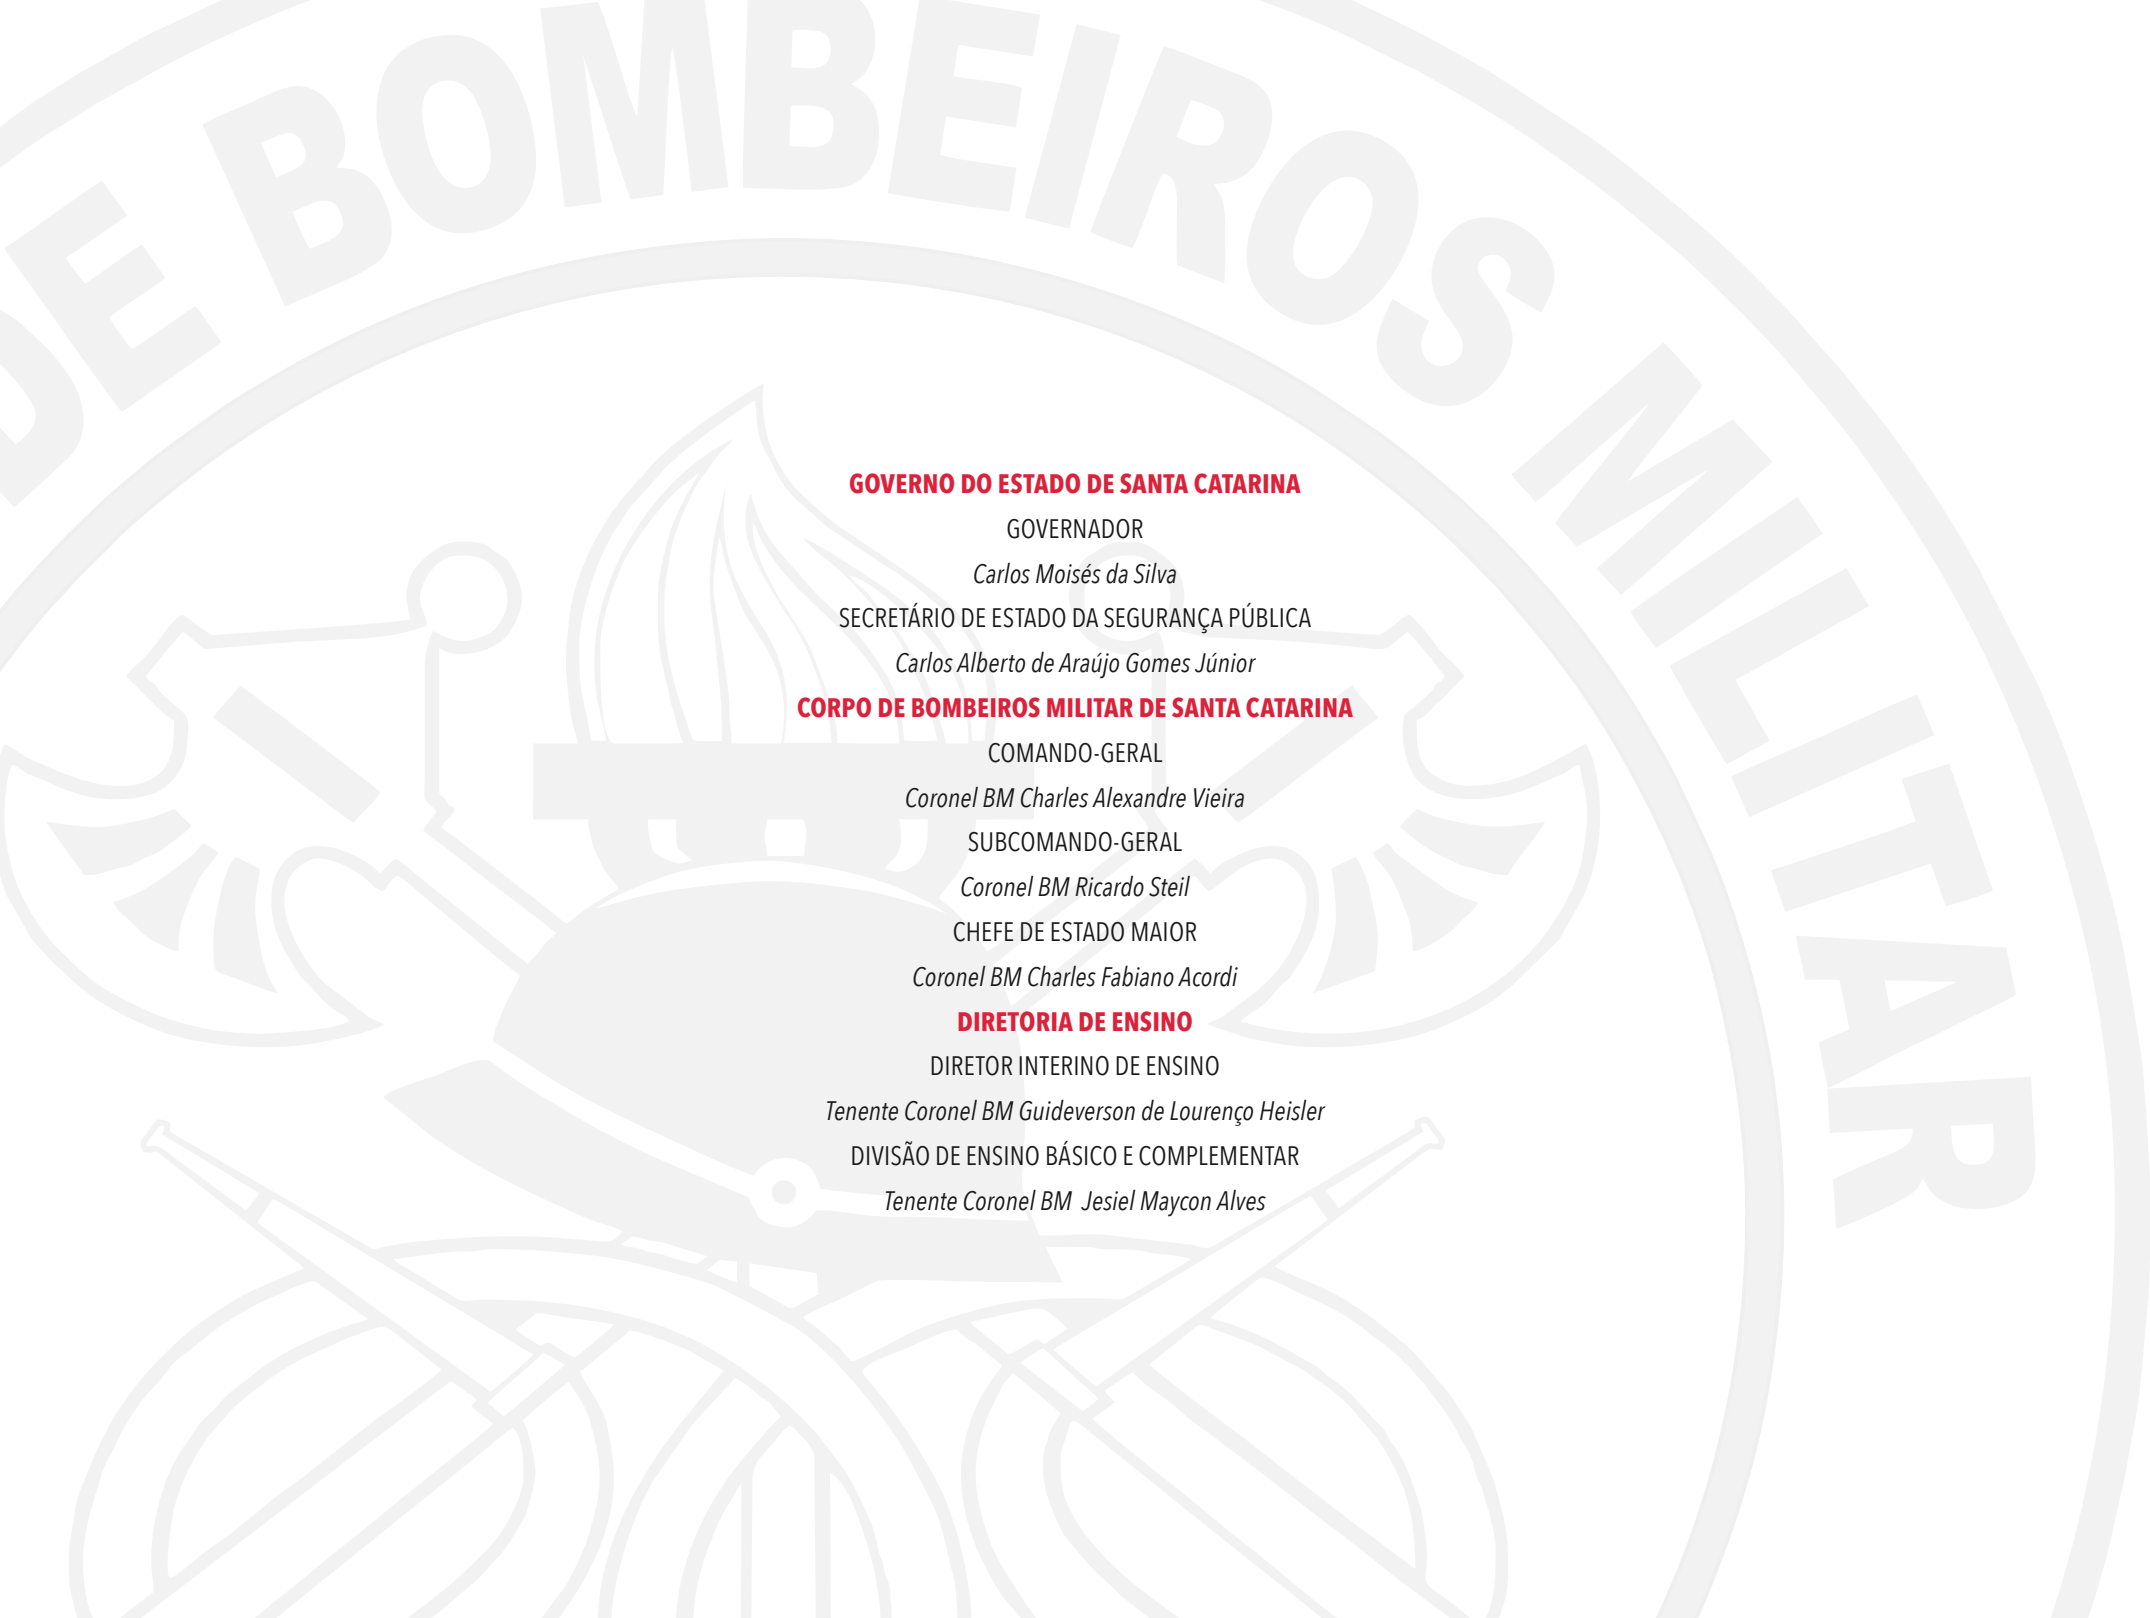 DE BOMBEIROS MILITAR
GOVERNO DO ESTADO DE SANTA CATARINA
GOVERNADOR
Carlos Moisés da Silva
SECRETÁRIO DE ESTADO DA SEGURANÇA PÚBLICA
Carlos Alberto de Araújo Gomes Júnior
CORPO DE BOMBEIROS MILITAR DE SANTA CATARINA
COMANDO-GERAL
Coronel BM Charles Alexandre Vieira
SUBCOMANDO-GERAL
Coronel BM Ricardo Steil
CHEFE DE ESTADO MAIOR
Coronel BM Charles Fabiano Acordi
DIRETORIA DE ENSINO
DIRETOR INTERINO DE ENSINO
Tenente Coronel BM Guideverson de Lourenço Heisler
DIVISÃO DE ENSINO BÁSICO E COMPLEMENTAR
Tenente Coronel BM Jesiel Maycon Alves